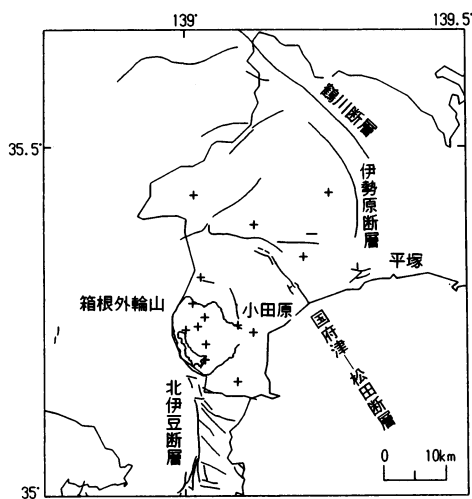 139°
139.5°
鶴川断層
35.5°
伊勢原断層
平塚
箱根外輪山
小田原
国府津—松田断層
北伊豆断層
0 10km
35°